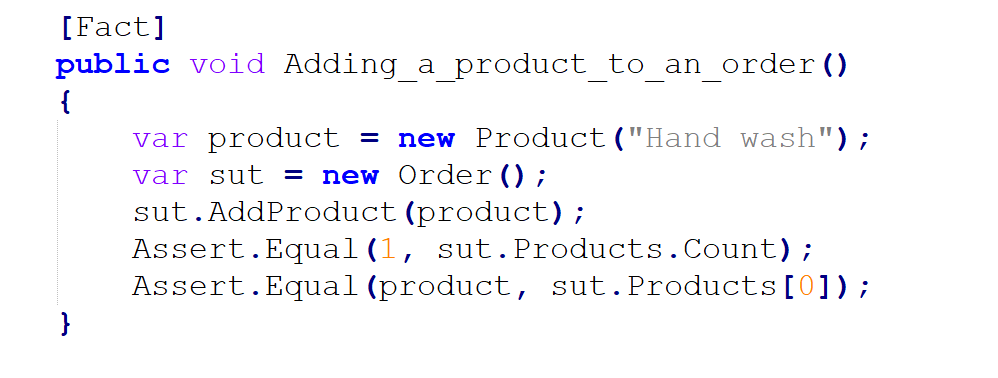 [Fact]
public void Adding_a_product_to_an_order()
{
    var product = new Product("Hand wash");
    var sut = new Order();
    sut.AddProduct(product);
    Assert.Equal(1, sut.Products.Count);
    Assert.Equal(product, sut.Products[0]);
}